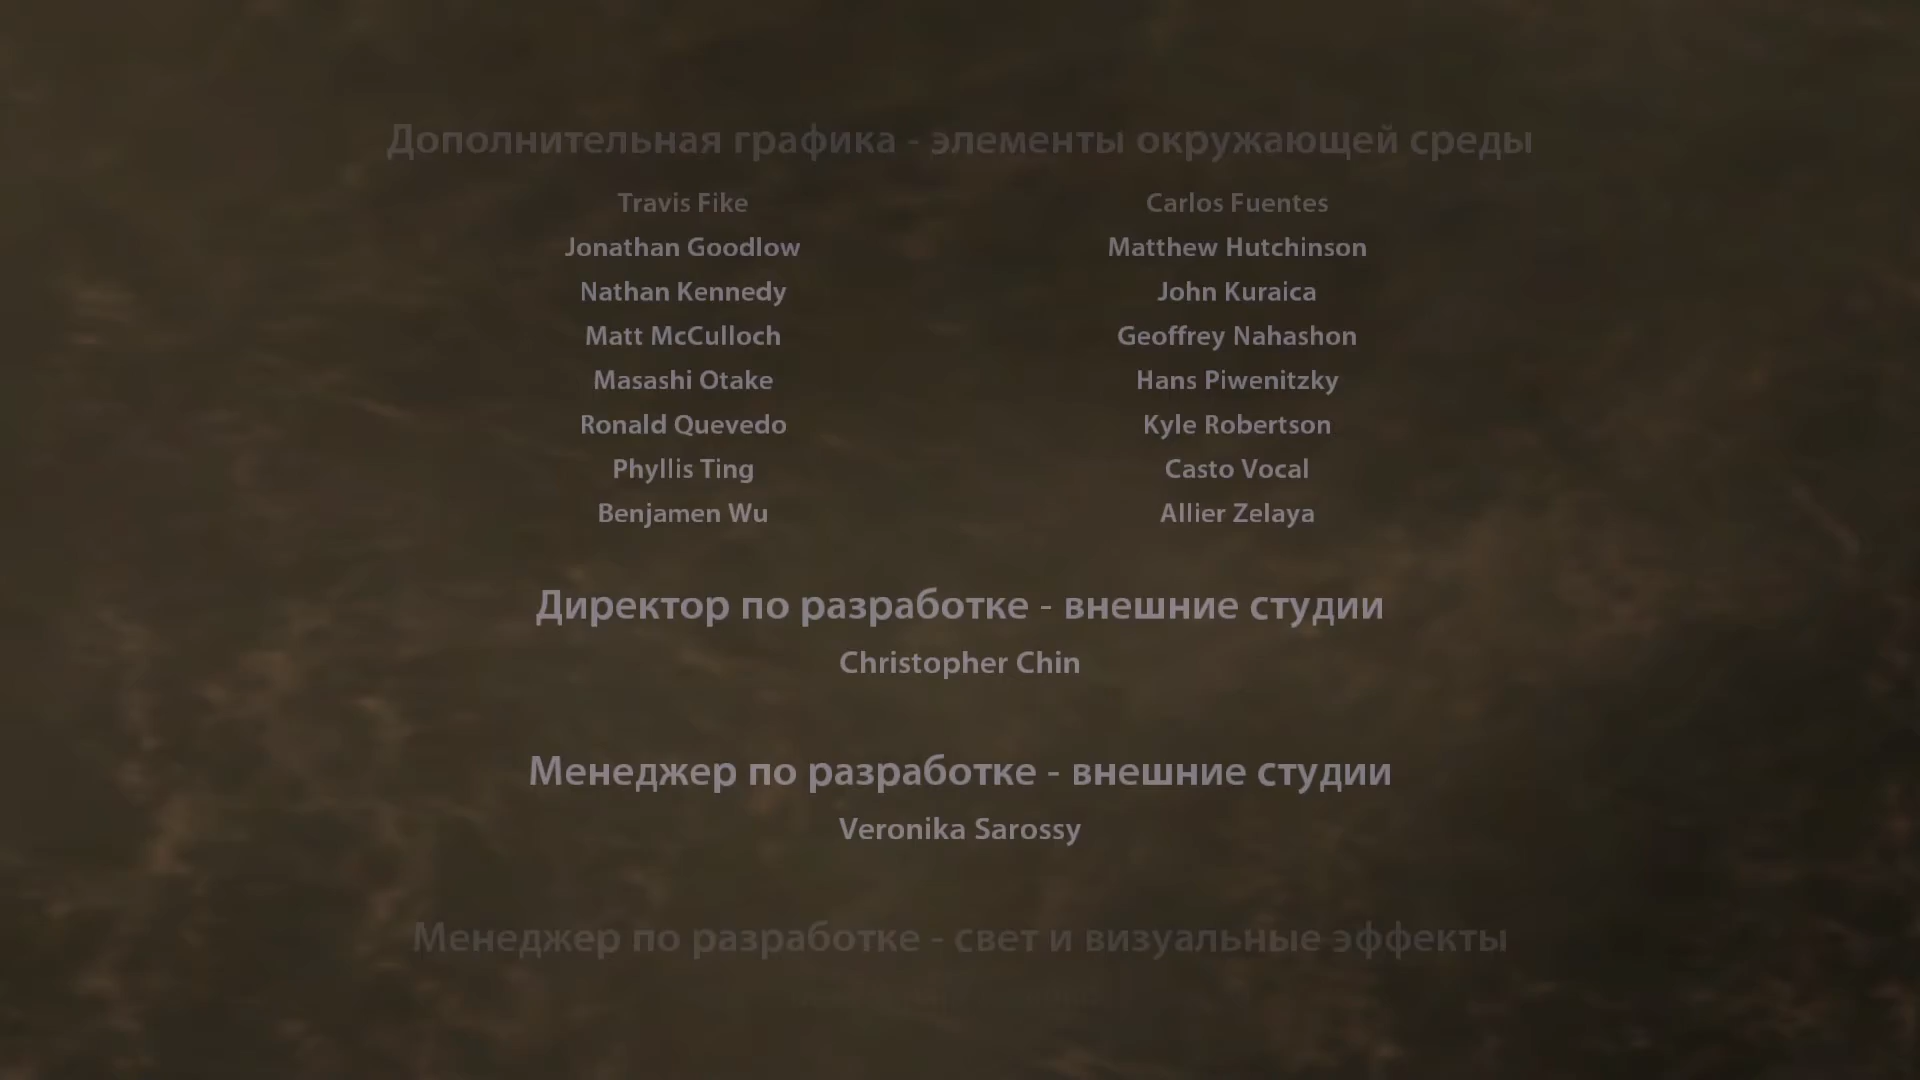 Дополнительная графика - элементы окружающей среды
Travis Fike Carlos Fuentes
Jonathan Goodlow Matthew Hutchinson
Nathan Kennedy John Kuraica
Matt McCulloch Geoffrey Nahashon
Masashi Otake Hans Piwenitzky
Ronald Quevedo Kyle Robertson
Phyllis Ting Casto Vocal
Benjamen Wu Allier Zelaya
Директор по разработке - внешние студии
Christopher Chin
Менеджер по разработке - внешние студии
Veronika Sarossy
Менеджер по разработке - свет и визуальные эффекты